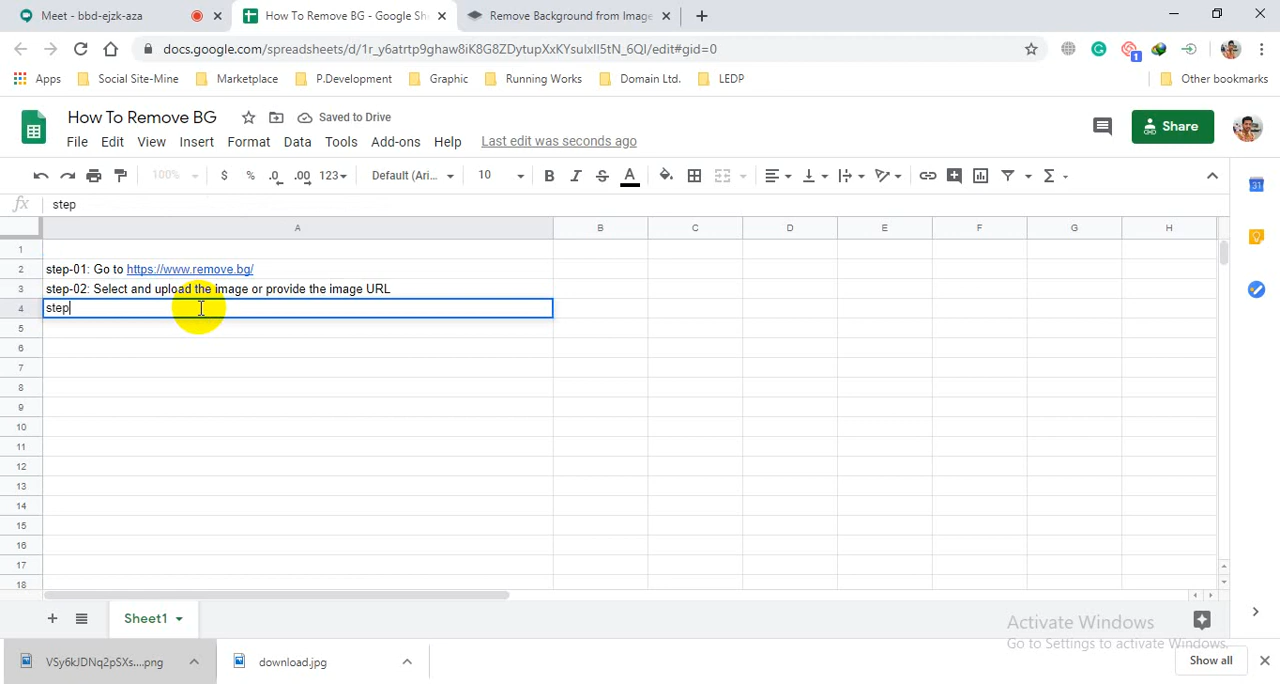 Meet - bbd-ejzk-aza
How To Remove BG - Google She
Remove Background from Image
docs.google.com/spreadsheets/d/1r_y6atrtp9ghaw8iK8G8ZDytupXxKYsuIxII5tN_6QI/edit#gid=0
Apps Social Site-Mine Marketplace P.Development Graphic Running Works Domain Ltd. LEDP Other bookmarks
How To Remove BG Saved to Drive
File Edit View Insert Format Data Tools Add-ons Help Last edit was seconds ago
Share
100% $ % .0 .00 123 Default (Ari... 10 B I S A
fx step
A B C D E F G H
1
2 step-01: Go to https://www.remove.bg/
3 step-02: Select and upload the image or provide the image URL
4 step
5
6
7
8
9
10
11
12
13
14
15
16
17
18
Sheet1
Activate Windows
Go to Settings to activate Windows.
VSy6kJDNq2pSXs....png
download.jpg
Show all